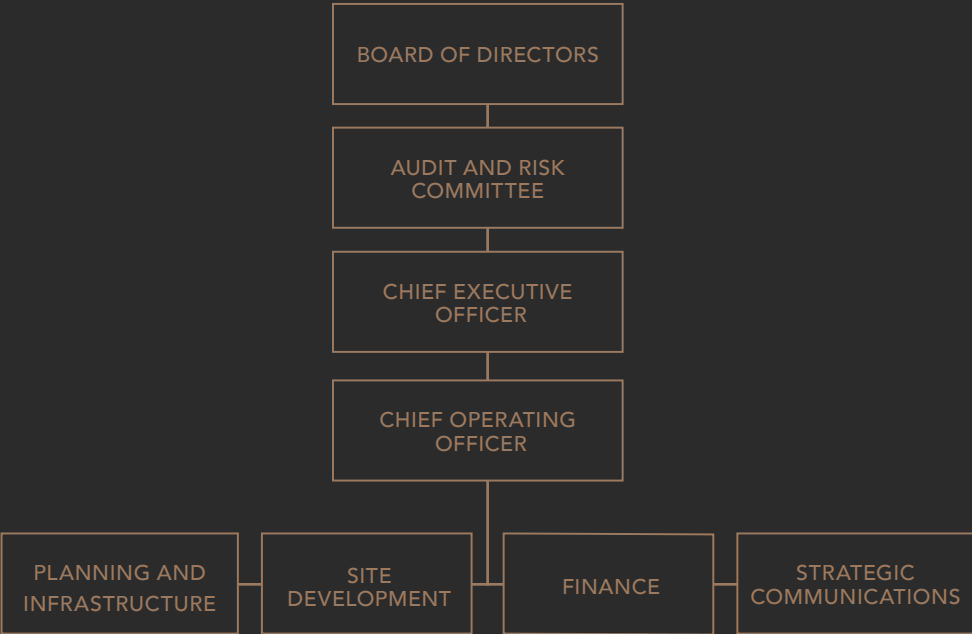 BOARD OF DIRECTORS
AUDIT AND RISK
COMMITTEE
CHIEF EXECUTIVE
OFFICER
CHIEF OPERATING
OFFICER
PLANNING AND
INFRASTRUCTURE
SITE
DEVELOPMENT
FINANCE
STRATEGIC
COMMUNICATIONS